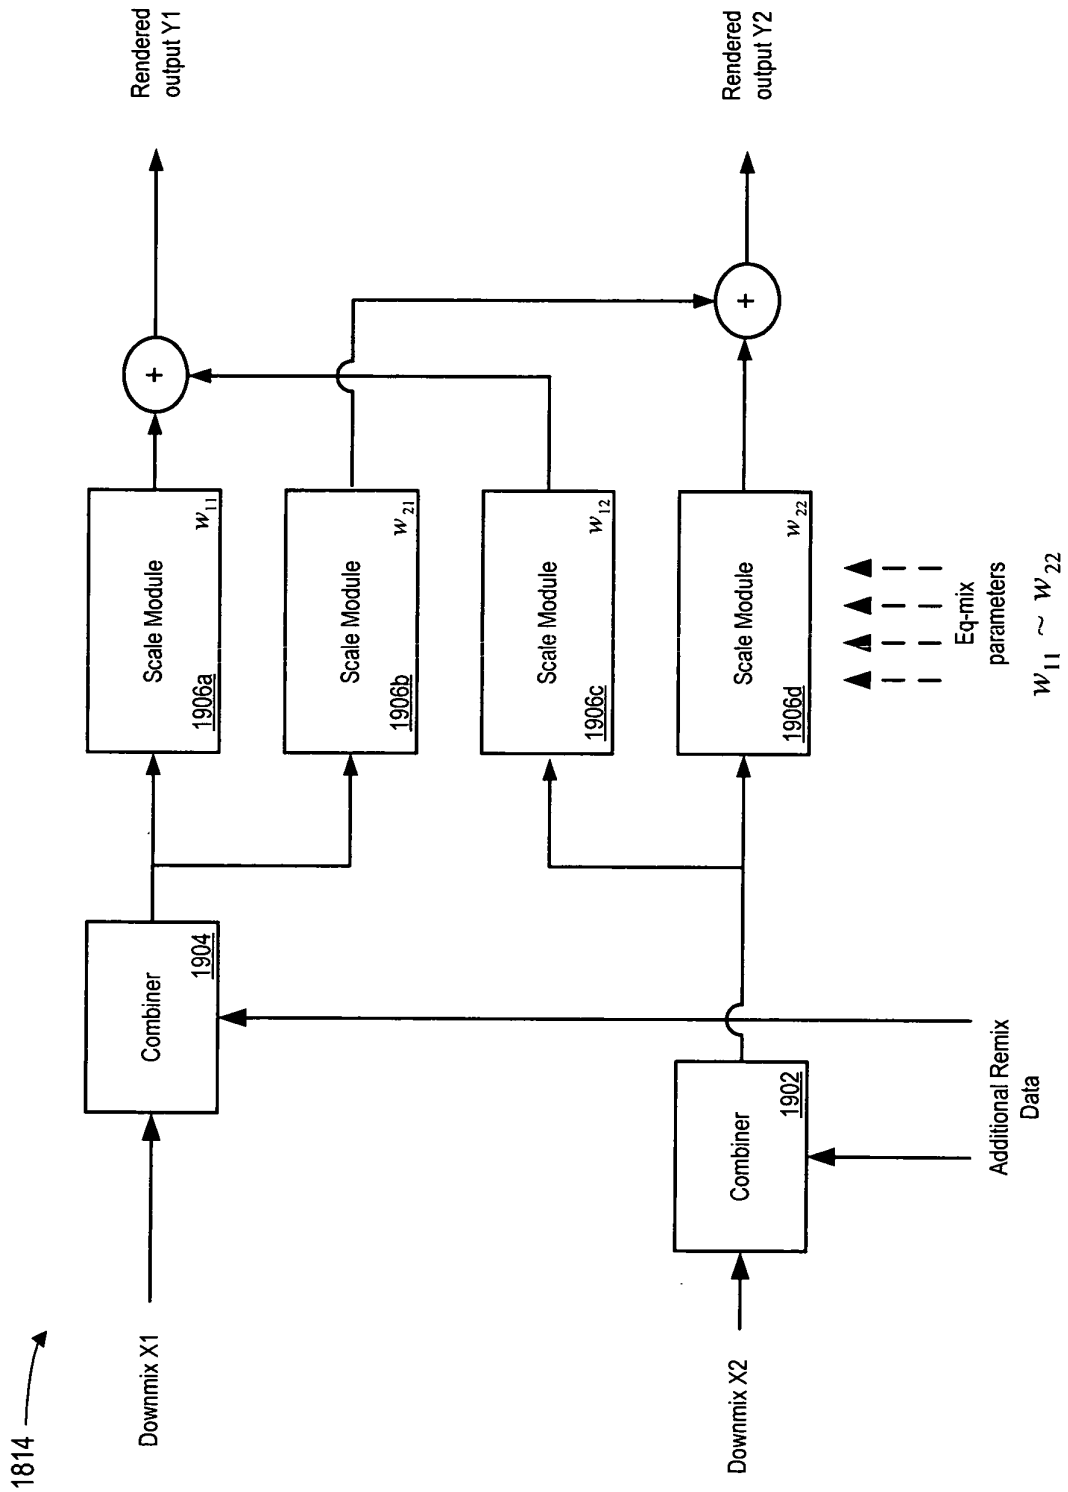 1814
Downmix X1
Combiner
1904
Scale Module
1906a
w11
+
Rendered
output Y1
Scale Module
1906b
w21
Scale Module
1906c
w12
Downmix X2
Combiner
1902
Scale Module
1906d
w22
+
Rendered
output Y2
Additional Remix
Data
Eq-mix
parameters
w11 ~ w22